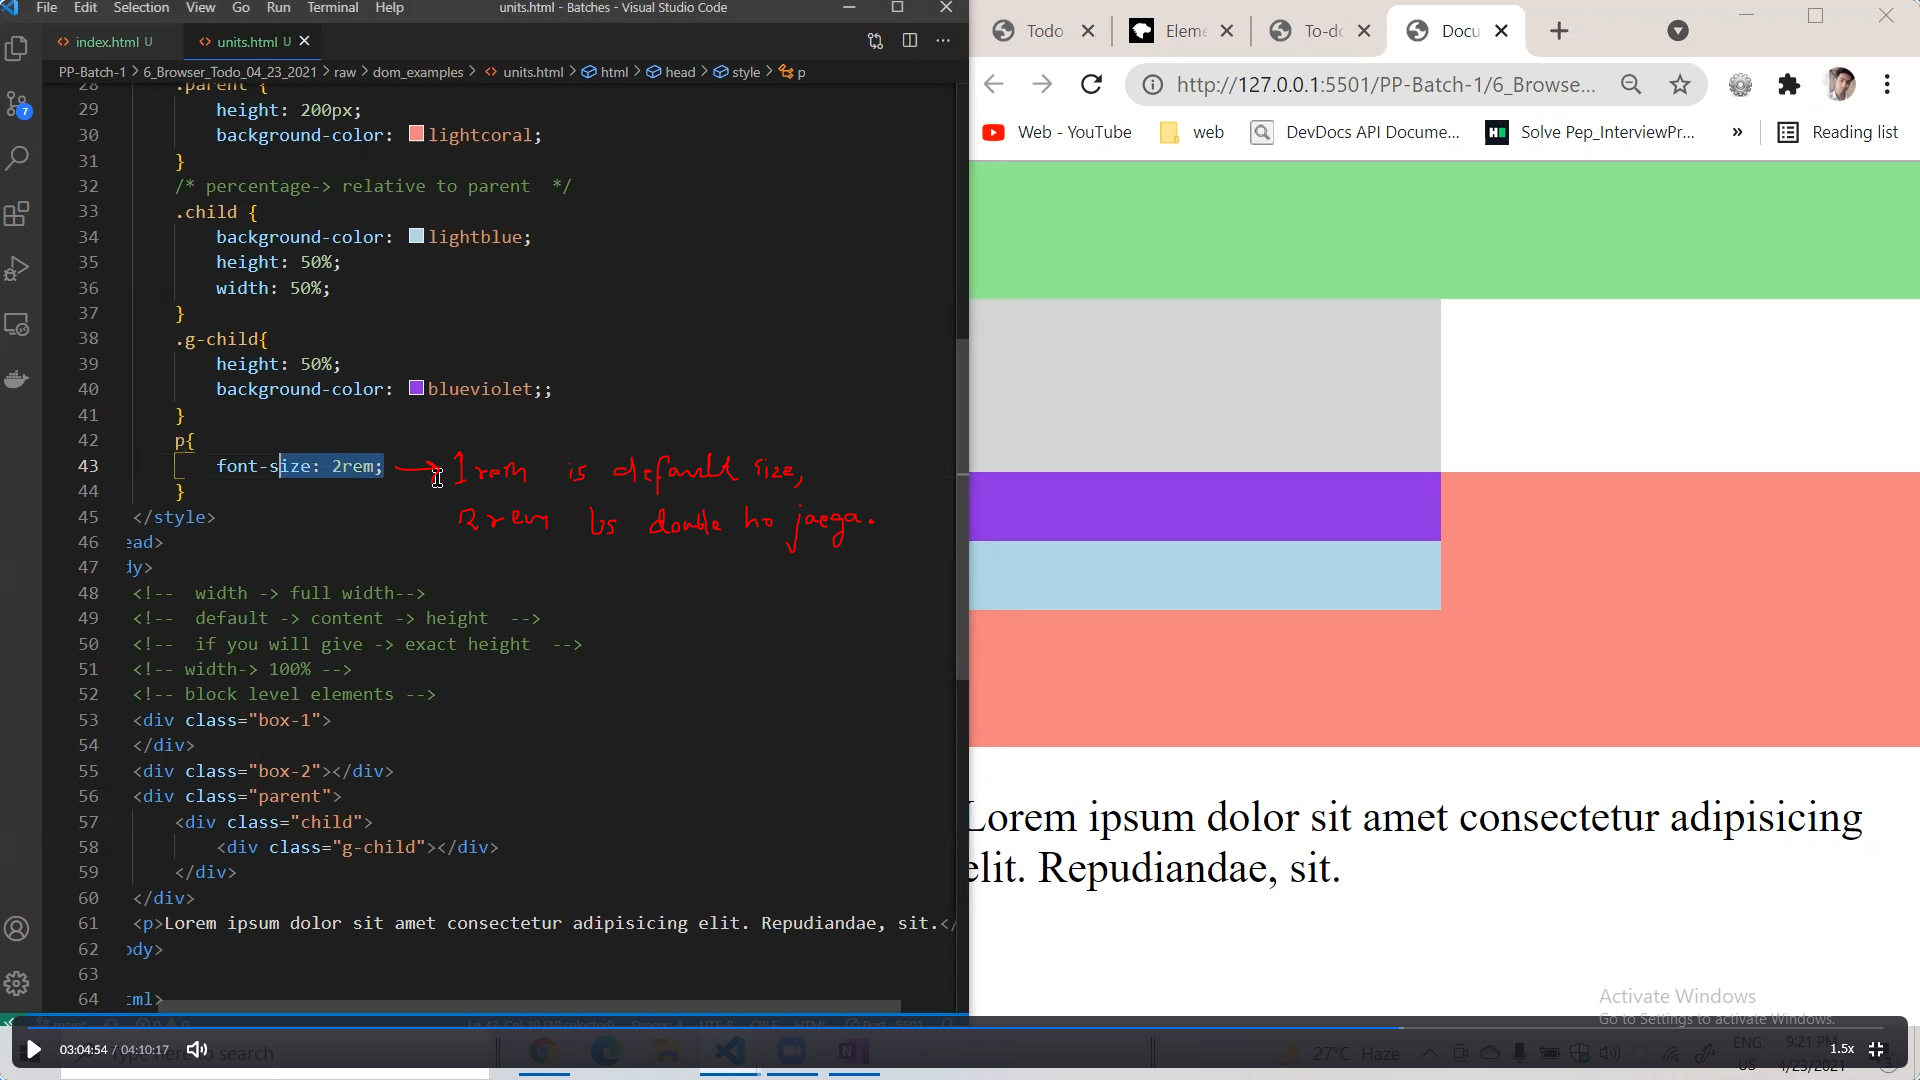 File Edit Selection View Go Run Terminal Help units.html - Batches - Visual Studio Code
index.html U units.html U
PP-Batch-1 > 6_Browser_Todo_04_23_2021 > raw > dom_examples > units.html > html > head > style > p
28 .parent {
29 height: 200px;
30 background-color: lightcoral;
31 }
32 /* percentage-> relative to parent */
33 .child {
34 background-color: lightblue;
35 height: 50%;
36 width: 50%;
37 }
38 .g-child{
39 height: 50%;
40 background-color: blueviolet;;
41 }
42 p{
43 font-size: 2rem;
1 rem is default size,
2 rem is double ho jaega.
44 }
45 </style>
46 ead>
47 dy>
48 <!-- width -> full width-->
49 <!-- default -> content -> height -->
50 <!-- if you will give -> exact height -->
51 <!-- width-> 100% -->
52 <!-- block level elements -->
53 <div class="box-1">
54 </div>
55 <div class="box-2"></div>
56 <div class="parent">
57 <div class="child">
58 <div class="g-child"></div>
59 </div>
60 </div>
61 <p>Lorem ipsum dolor sit amet consectetur adipisicing elit. Repudiandae, sit.</
62 ody>
63
64 tml>
7
Todo Eleme To-do Docu
http://127.0.0.1:5501/PP-Batch-1/6_Browse...
Web - YouTube web DevDocs API Docume... Solve Pep_InterviewPr... » Reading list
Lorem ipsum dolor sit amet consectetur adipisicing
elit. Repudiandae, sit.
Activate Windows
Go to Settings to activate Windows.
03:04:54 / 04:10:17 here to search
27°C Haze ENG US 9:21 PM 4/23/2021
1.5x